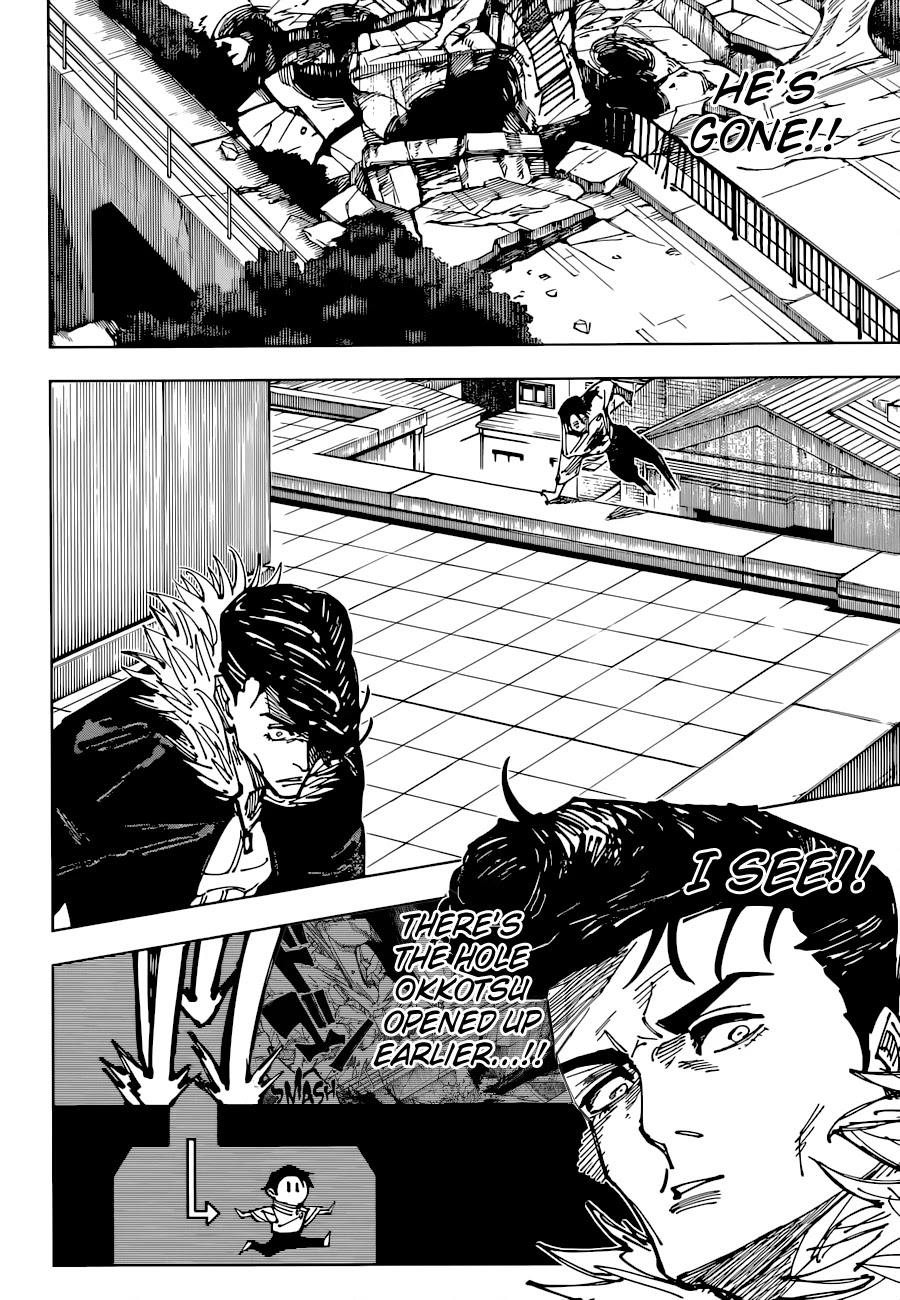 HE'S
GONE!!
I SEE!!
THERE'S
THE HOLE
OKKOTSU
OPENED UP
EARLIER...!!
SMASH